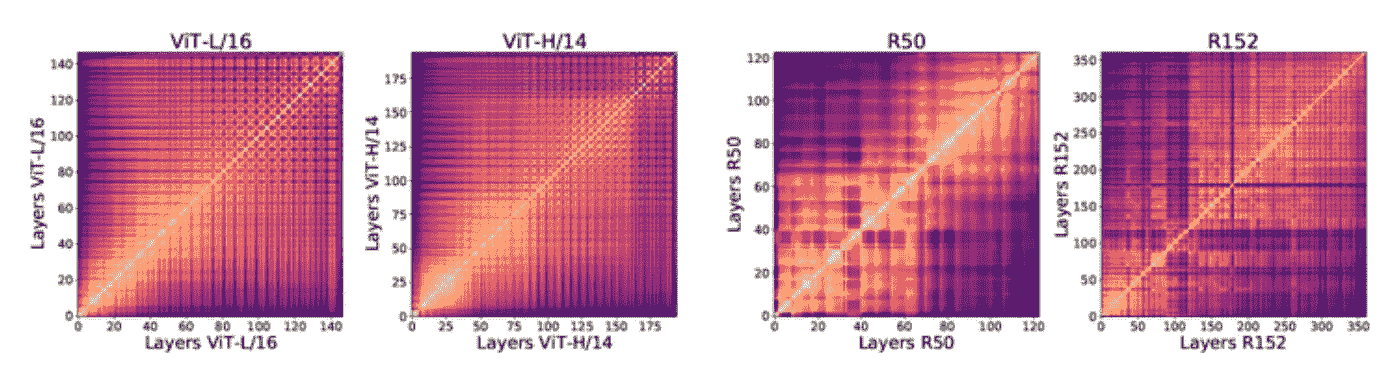 ViT-L/16
140
120
100
80
60
40
20
0
Layers ViT-L/16
0 20 40 60 80 100 120 140
Layers ViT-L/16
ViT-H/14
175
150
125
100
75
50
25
0
Layers ViT-H/14
0 25 50 75 100 125 150 175
Layers ViT-H/14
R50
120
100
80
60
40
20
0
Layers R50
0 20 40 60 80 100 120
Layers R50
R152
350
300
250
200
150
100
50
0
Layers R152
0 50 100 150 200 250 300 350
Layers R152